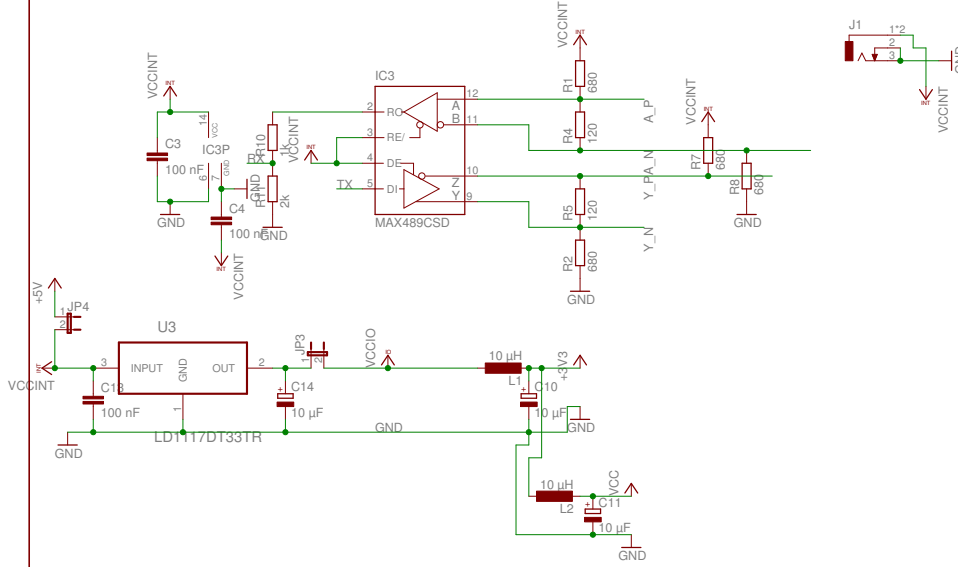 VCCINT
INT
J1
1*2
2
3
GND
VCCINT
INT
IC3
VCCINT
INT
R1
680
14
VCC
C3
100 nF
IC3P
6
7
GND
GND
C4
100 nF
VCCINT
INT
GND
RX
R10
1k
R11
2k
GND
VCCINT
INT
TX
2
RO
3
RE/
4
DE
5
DI
A
12
B
11
Z
10
Y
9
MAX489CSD
R4
120
A_P
A_N
Y_P
Y_N
R5
120
R2
680
GND
VCCINT
INT
R7
680
R8
680
GND
+5V
JP4
1
2
VCCINT
INT
U3
3
INPUT
GND
OUT
2
1
LD1117DT33TR
C13
100 nF
GND
C14
10 µF
JP3
1
2
VCCIO
GND
10 µH
L1
C10
10 µF
+3V3
GND
10 µH
L2
VCC
C11
10 µF
GND